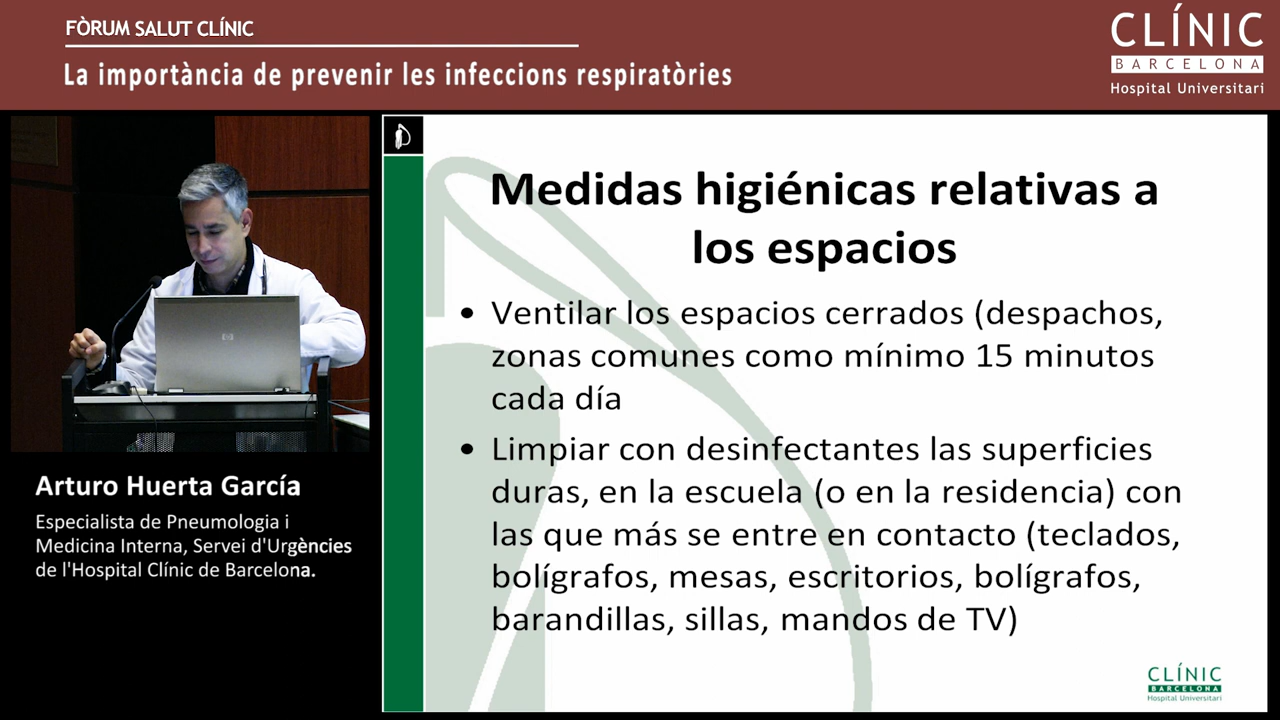 FÒRUM SALUT CLÍNIC
La importància de prevenir les infeccions respiratòries
CLÍNIC
BARCELONA
Hospital Universitari
Medidas higiénicas relativas a
los espacios
• Ventilar los espacios cerrados (despachos,
zonas comunes como mínimo 15 minutos
cada día
• Limpiar con desinfectantes las superficies
duras, en la escuela (o en la residencia) con
las que más se entre en contacto (teclados,
bolígrafos, mesas, escritorios, bolígrafos,
barandillas, sillas, mandos de TV)
CLÍNIC
BARCELONA
Hospital Universitari
hp
Arturo Huerta García
Especialista de Pneumologia i
Medicina Interna, Servei d'Urgències
de l'Hospital Clínic de Barcelona.